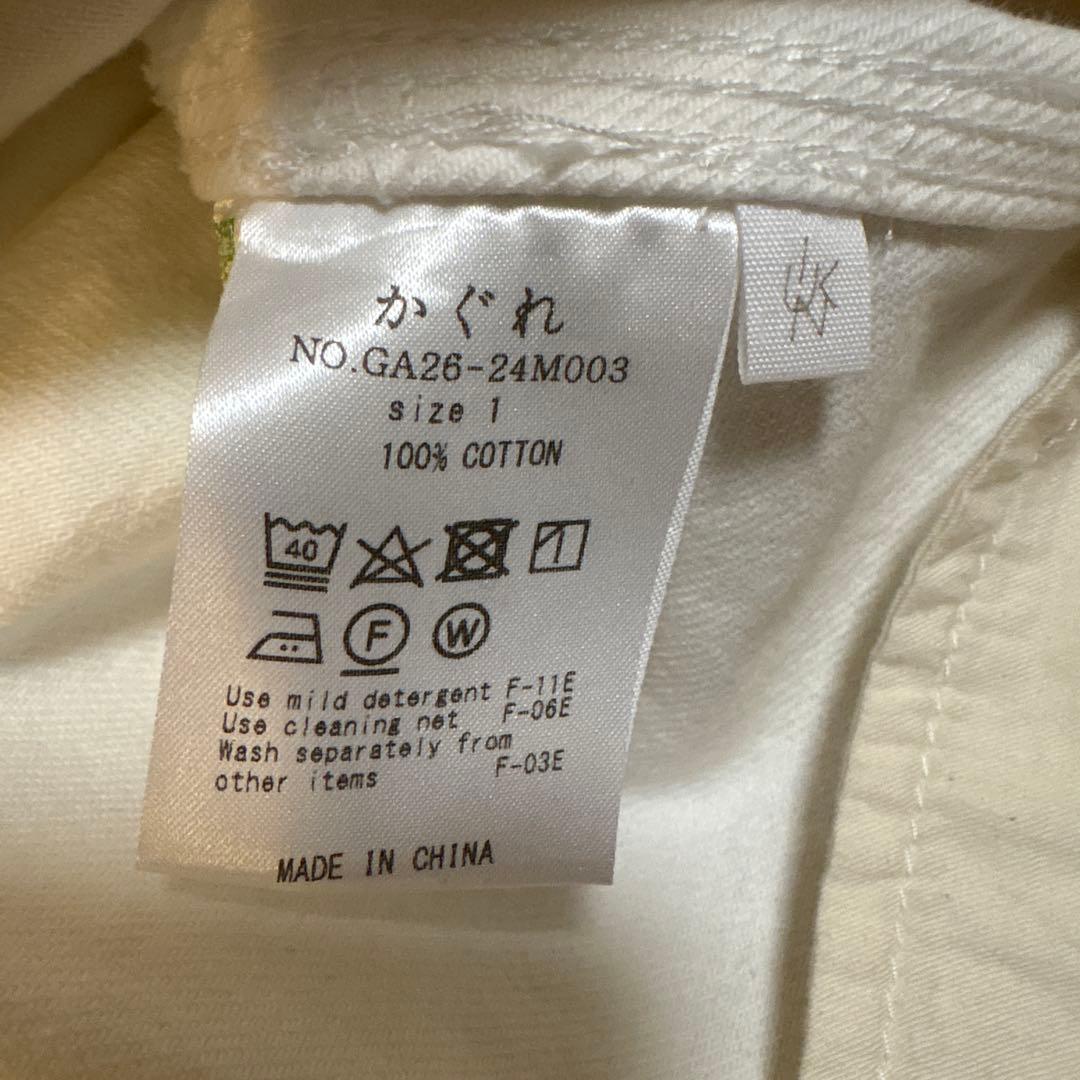 かぐれ
NO.GA26-24M003
size 1
100% COTTON
40
F W
Use mild detergent F-11E
Use cleaning net F-06E
Wash separately from
other items F-03E
MADE IN CHINA